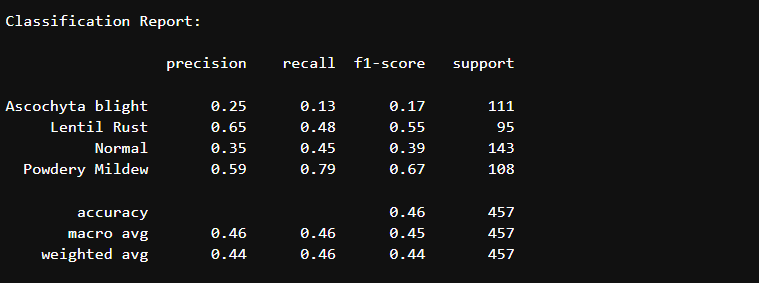 Classification Report:
precision recall f1-score support
Ascochyta blight 0.25 0.13 0.17 111
Lentil Rust 0.65 0.48 0.55 95
Normal 0.35 0.45 0.39 143
Powdery Mildew 0.59 0.79 0.67 108
accuracy 0.46 457
macro avg 0.46 0.46 0.45 457
weighted avg 0.44 0.46 0.44 457